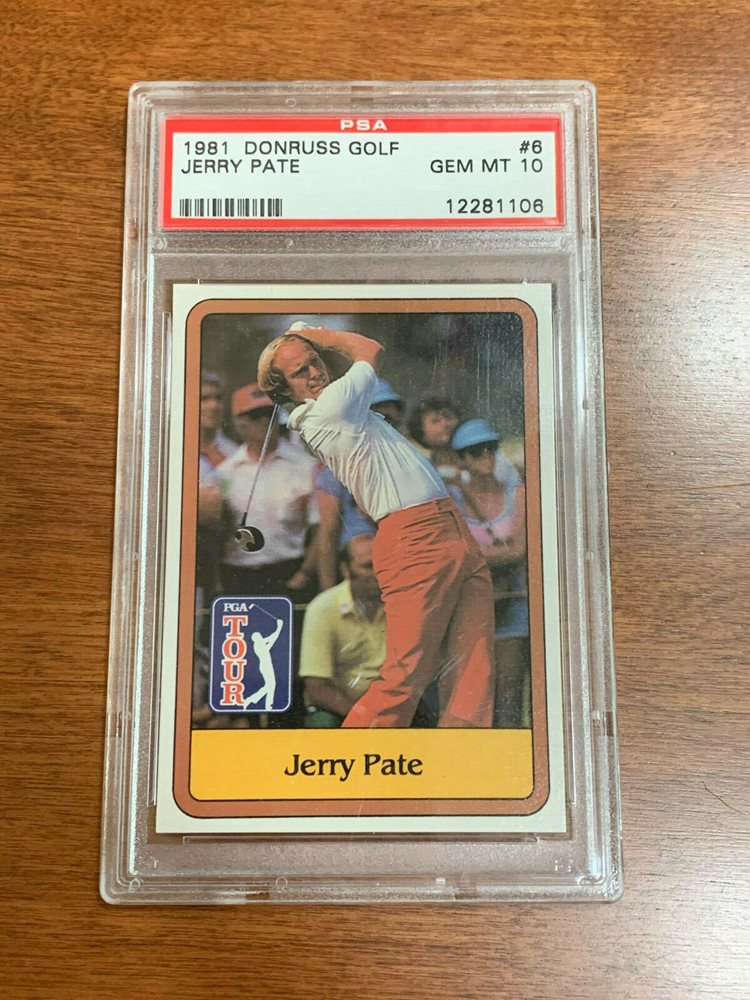 PSA
1981 DONRUSS GOLF #6
JERRY PATE GEM MT 10
12281106
PGA
TOUR
Jerry Pate